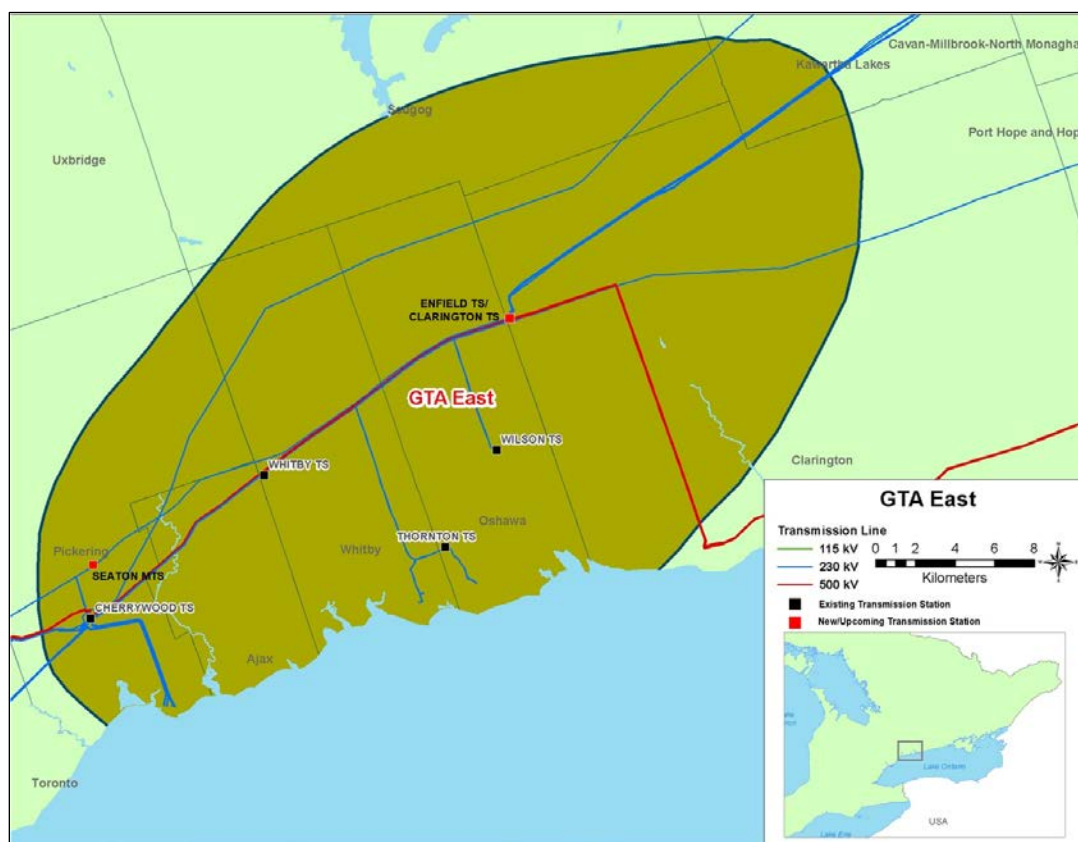 Cavan-Millbrook-North Monagha
Kawartha Lakes
Scugog
Port Hope and Hop
Uxbridge
ENFIELD TS/
CLARINGTON TS
GTA East
WILSON TS
WHITBY TS
Clarington
Oshawa
THORNTON TS
Whitby
Pickering
SEATON MTS
CHERRYWOOD TS
Ajax
Toronto
GTA East
Transmission Line
115 kV
230 kV
500 kV
0 1 2 4 6 8
Kilometers
Existing Transmission Station
New/Upcoming Transmission Station
Lake Ontario
USA
Lake Erie